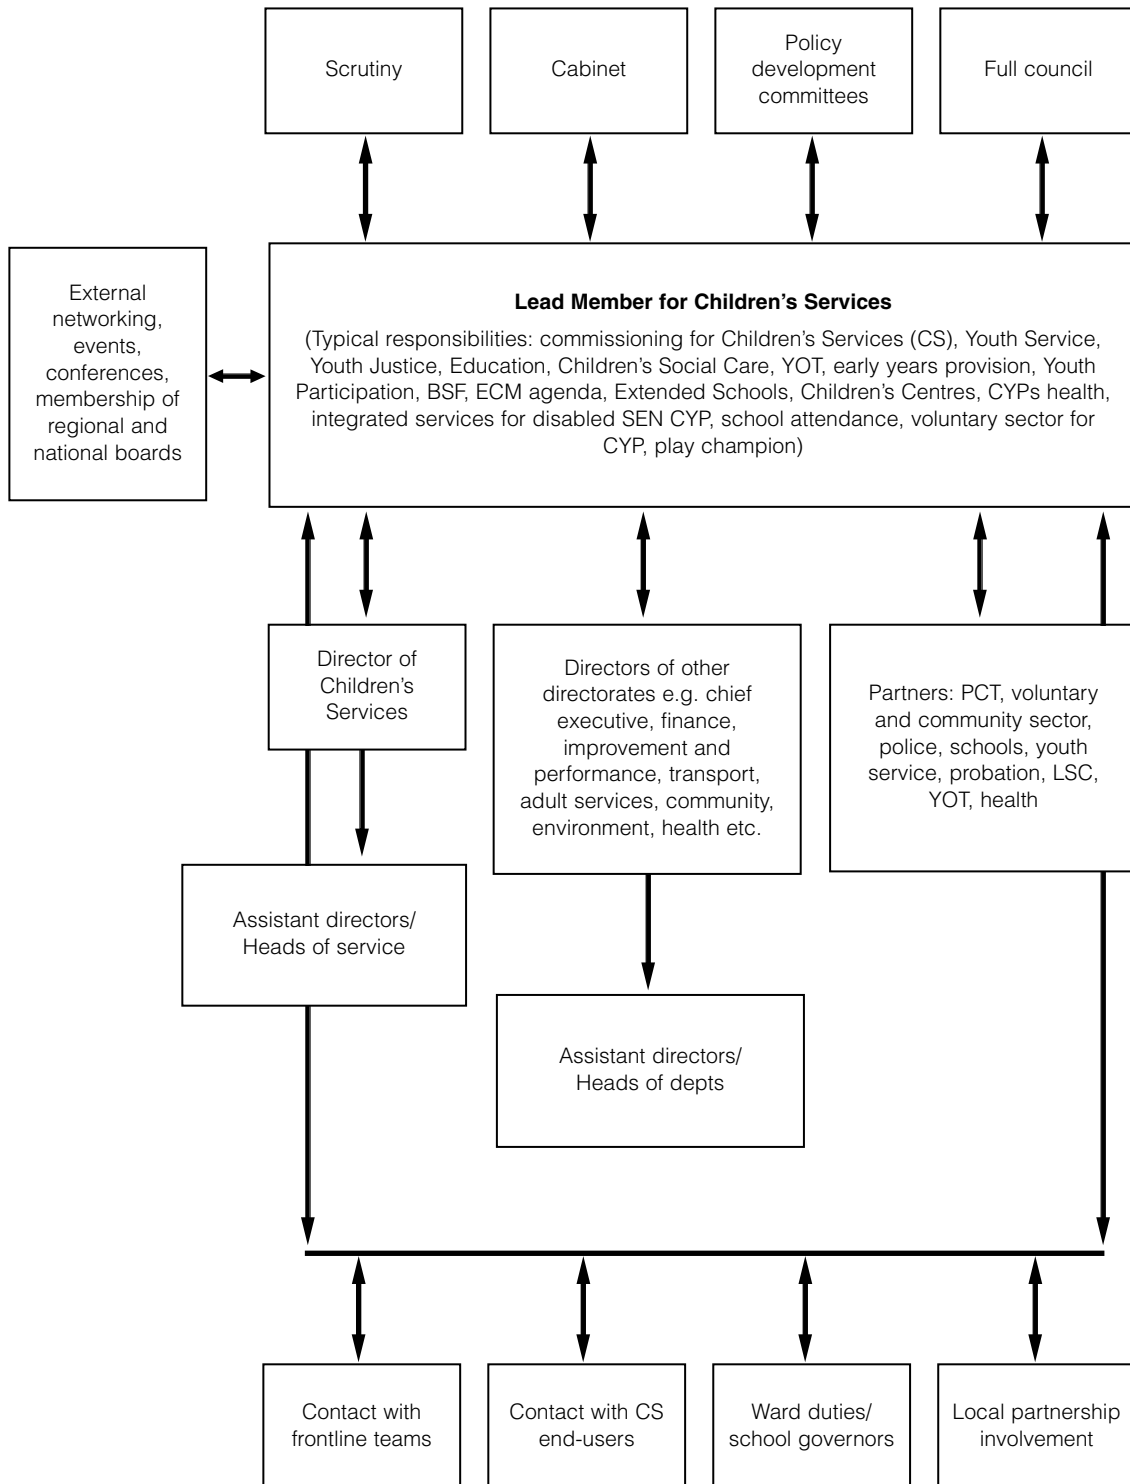 Scrutiny
Cabinet
Policy
development
committees
Full council
External
networking,
events,
conferences,
membership of
regional and
national boards
Lead Member for Children’s Services
(Typical responsibilities: commissioning for Children’s Services (CS), Youth Service,
Youth Justice, Education, Children’s Social Care, YOT, early years provision, Youth
Participation, BSF, ECM agenda, Extended Schools, Children’s Centres, CYPs health,
integrated services for disabled SEN CYP, school attendance, voluntary sector for
CYP, play champion)
Director of
Children’s
Services
Directors of other
directorates e.g. chief
executive, finance,
improvement and
performance, transport,
adult services, community,
environment, health etc.
Partners: PCT, voluntary
and community sector,
police, schools, youth
service, probation, LSC,
YOT, health
Assistant directors/
Heads of service
Assistant directors/
Heads of depts
Contact with
frontline teams
Contact with CS
end-users
Ward duties/
school governors
Local partnership
involvement